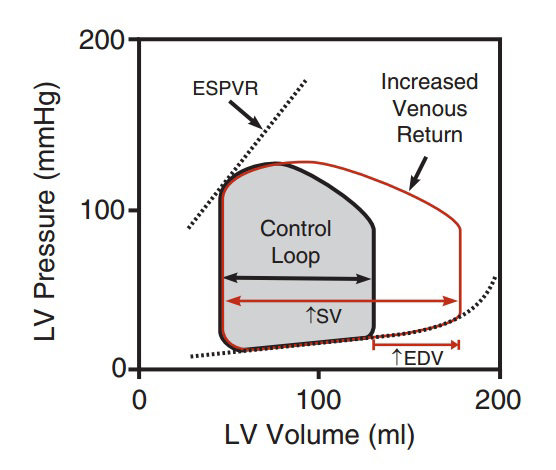 200
ESPVR
Increased
Venous
Return
LV Pressure (mmHg)
100
Control
Loop
↑SV
↑EDV
0
0
100
200
LV Volume (ml)